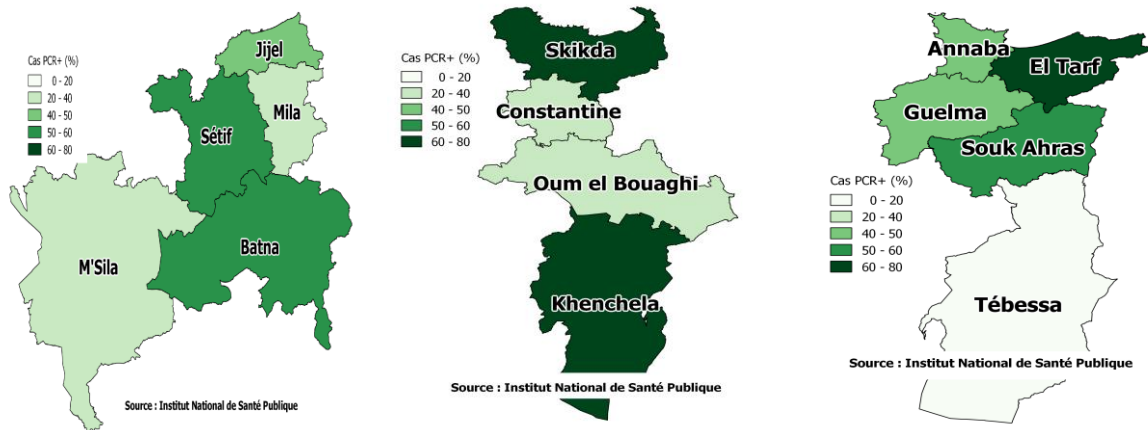 Jijel
Cas PCR+ (%)
0 - 20
20 - 40
40 - 50
50 - 60
60 - 80
Mila
Sétif
Batna
M'Sila
Source : Institut National de Santé Publique
Skikda
Cas PCR+ (%)
0 - 20
20 - 40
40 - 50
50 - 60
60 - 80
Constantine
Oum el Bouaghi
Khenchela
Source : Institut National de Santé Publique
Annaba
El Tarf
Guelma
Souk Ahras
Cas PCR+ (%)
0 - 20
20 - 40
40 - 50
50 - 60
60 - 80
Tébessa
Source : Institut National de Santé Publique